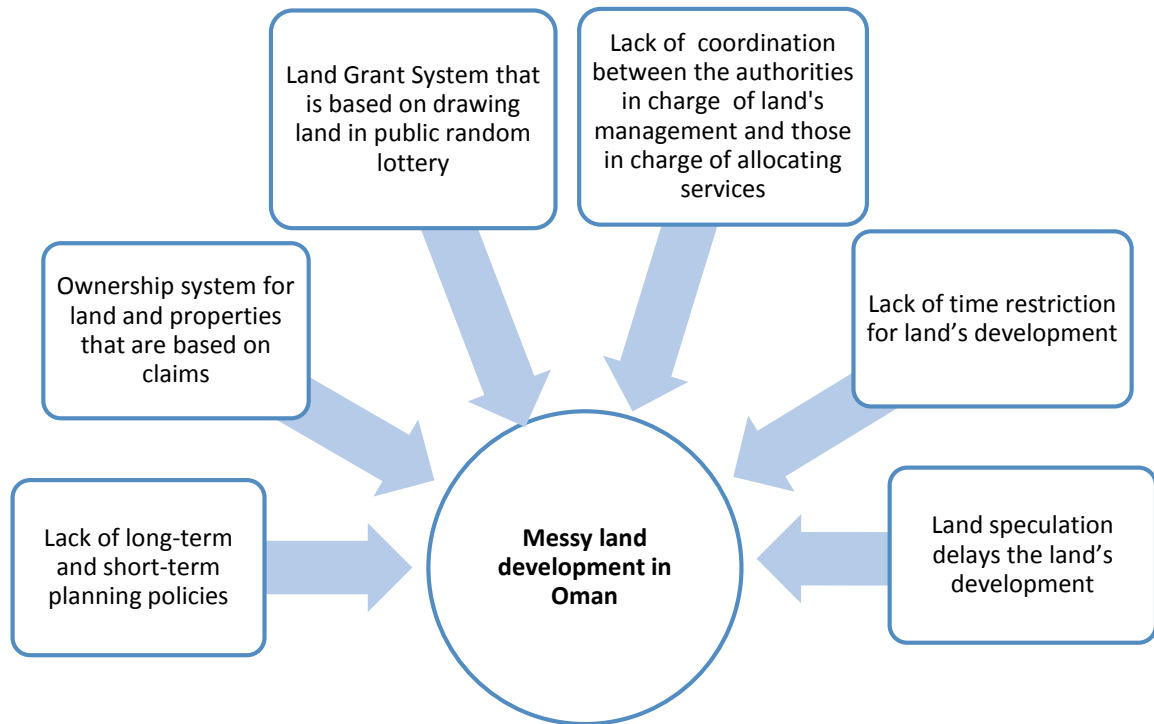 Land Grant System that
is based on drawing
land in public random
lottery
Lack of  coordination
between the authorities
in charge  of land's
management and those
in charge of allocating
services
Ownership system for
land and properties
that are based on
claims
Lack of time restriction
for land’s development
Lack of long-term
and short-term
planning policies
Messy land
development in
Oman
Land speculation
delays the land’s
development